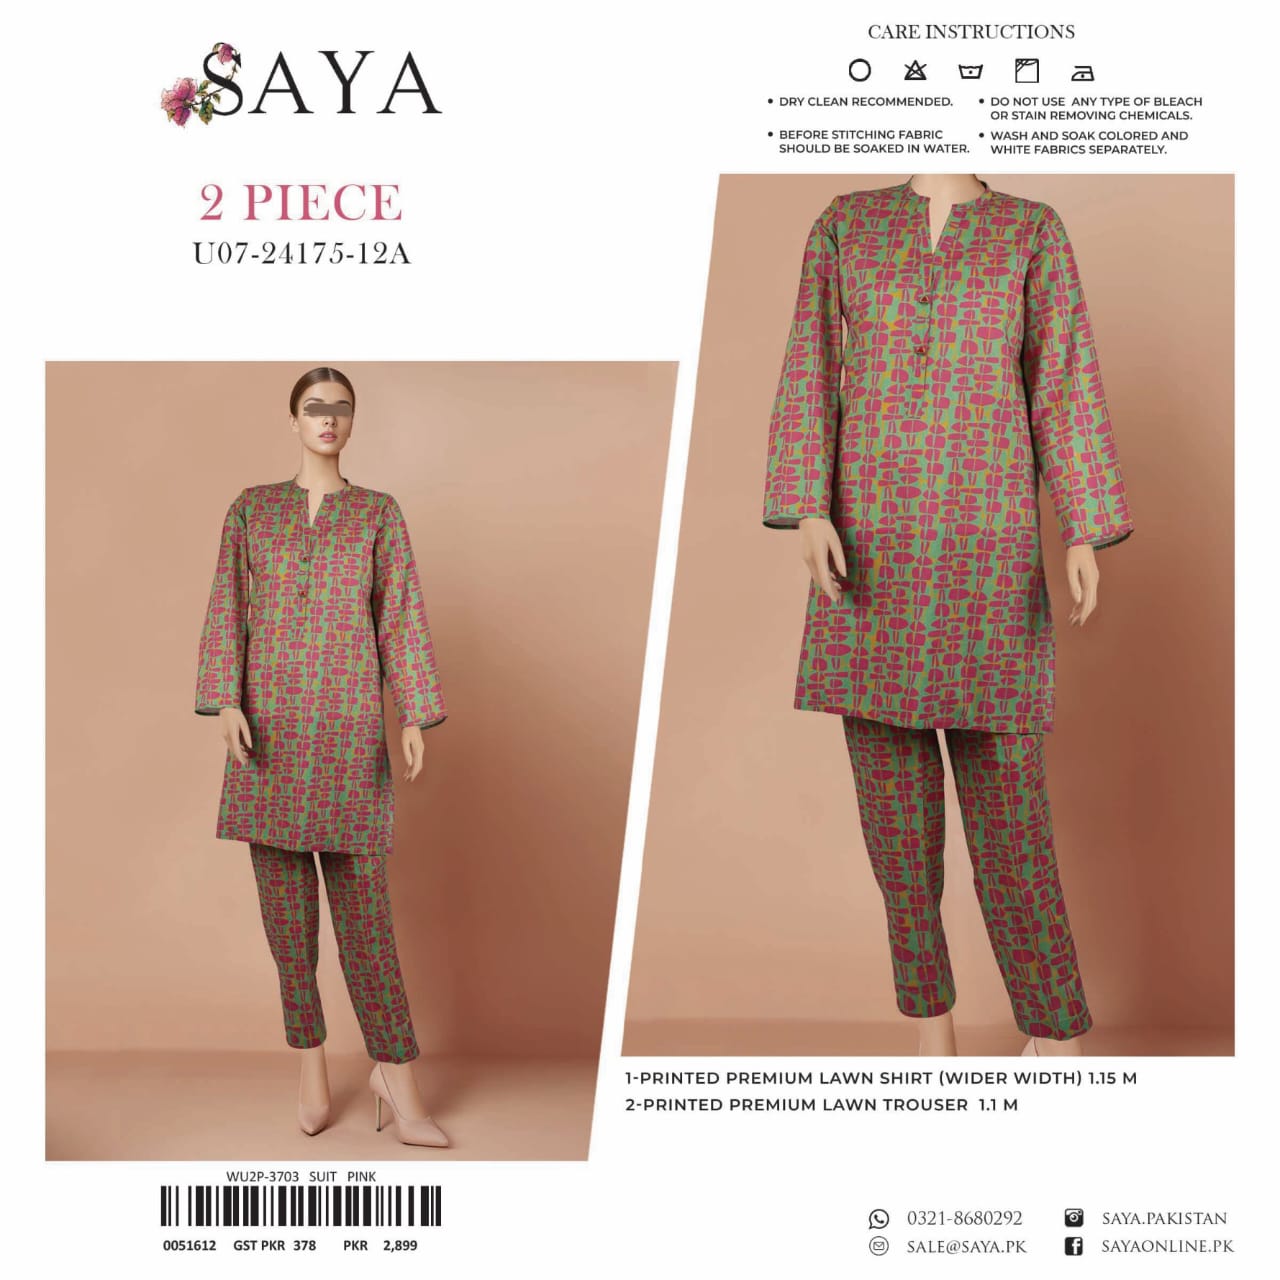 SAYA
2 PIECE
U07-24175-12A
CARE INSTRUCTIONS
• DRY CLEAN RECOMMENDED.
• BEFORE STITCHING FABRIC
SHOULD BE SOAKED IN WATER.
• DO NOT USE ANY TYPE OF BLEACH
OR STAIN REMOVING CHEMICALS.
• WASH AND SOAK COLORED AND
WHITE FABRICS SEPARATELY.
1-PRINTED PREMIUM LAWN SHIRT (WIDER WIDTH) 1.15 M
2-PRINTED PREMIUM LAWN TROUSER 1.1 M
WU2P-3703 SUIT PINK
0051612 GST PKR 378 PKR 2,899
0321-8680292
SALE@SAYA.PK
SAYA.PAKISTAN
SAYAONLINE.PK